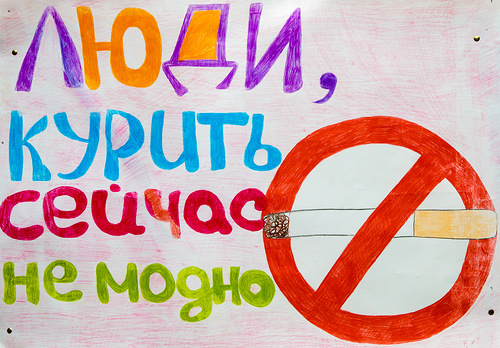 Люди,
курить
сейчас
не модно